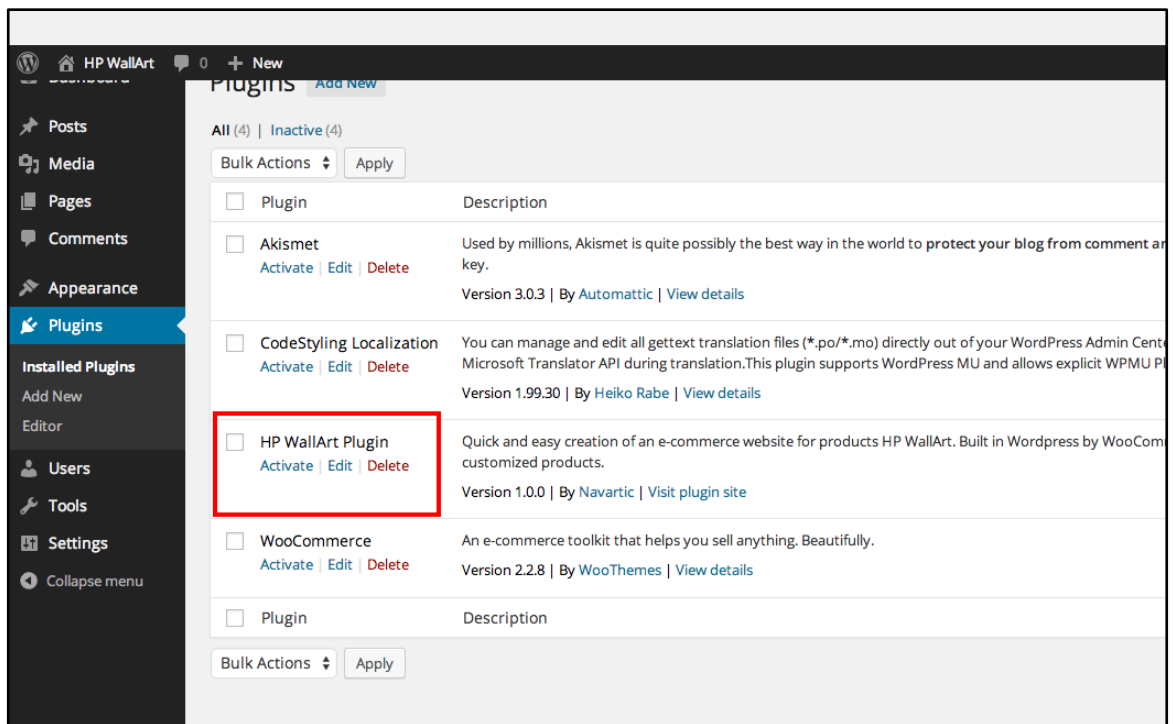 HP WallArt 0 + New
Dashboard
Posts
Media
Pages
Comments
Appearance
Plugins
Installed Plugins
Add New
Editor
Users
Tools
Settings
Collapse menu
Plugins Add New
All (4) | Inactive (4)
Bulk Actions Apply
Plugin Description
Akismet
Activate | Edit | Delete
Used by millions, Akismet is quite possibly the best way in the world to protect your blog from comment
key.
Version 3.0.3 | By Automattic | View details
CodeStyling Localization
Activate | Edit | Delete
You can manage and edit all gettext translation files (*.po/*.mo) directly out of your WordPress Admin
Microsoft Translator API during translation.This plugin supports WordPress MU and allows explicit WPMU
Version 1.99.30 | By Heiko Rabe | View details
HP WallArt Plugin
Activate | Edit | Delete
Quick and easy creation of an e-commerce website for products HP WallArt. Built in Wordpress by
customized products.
Version 1.0.0 | By Navartic | Visit plugin site
WooCommerce
Activate | Edit | Delete
An e-commerce toolkit that helps you sell anything. Beautifully.
Version 2.2.8 | By WooThemes | View details
Plugin Description
Bulk Actions Apply